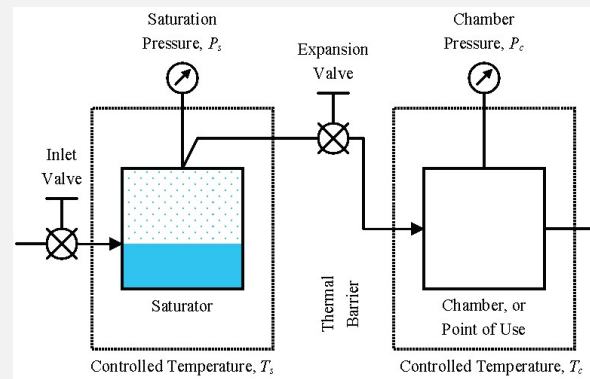 Saturation
Pressure, Ps
Chamber
Pressure, Pc
Expansion
Valve
Inlet
Valve
Saturator
Thermal
Barrier
Chamber, or
Point of Use
Controlled Temperature, Ts
Controlled Temperature, Tc